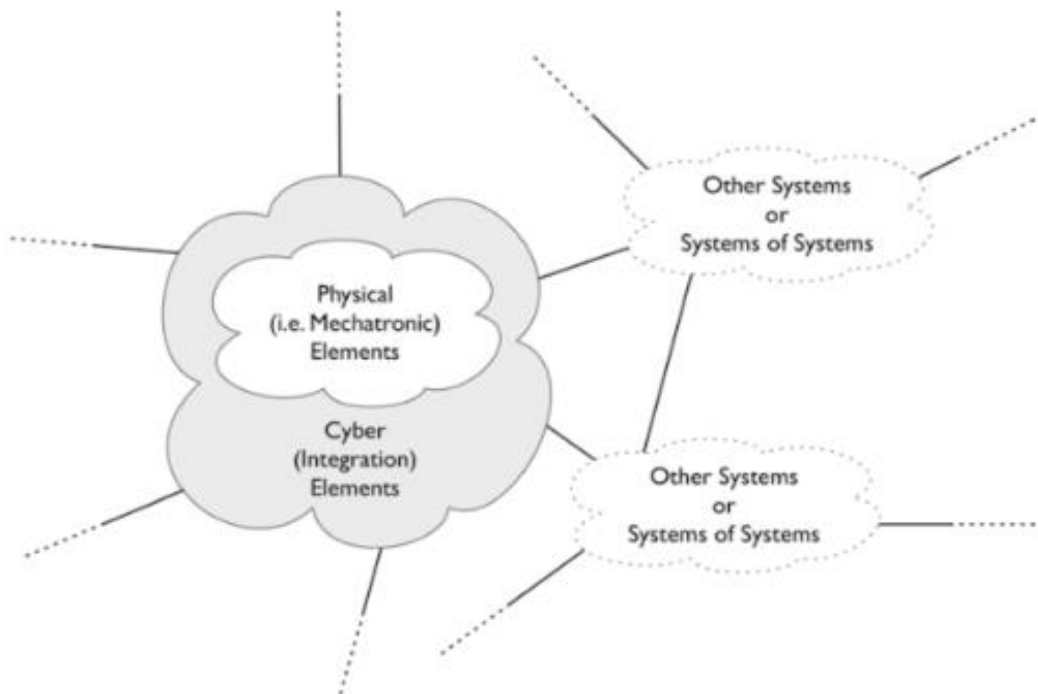 Other Systems
or
Systems of Systems
Physical
(i.e. Mechatronic)
Elements
Cyber
(Integration)
Elements
Other Systems
or
Systems of Systems